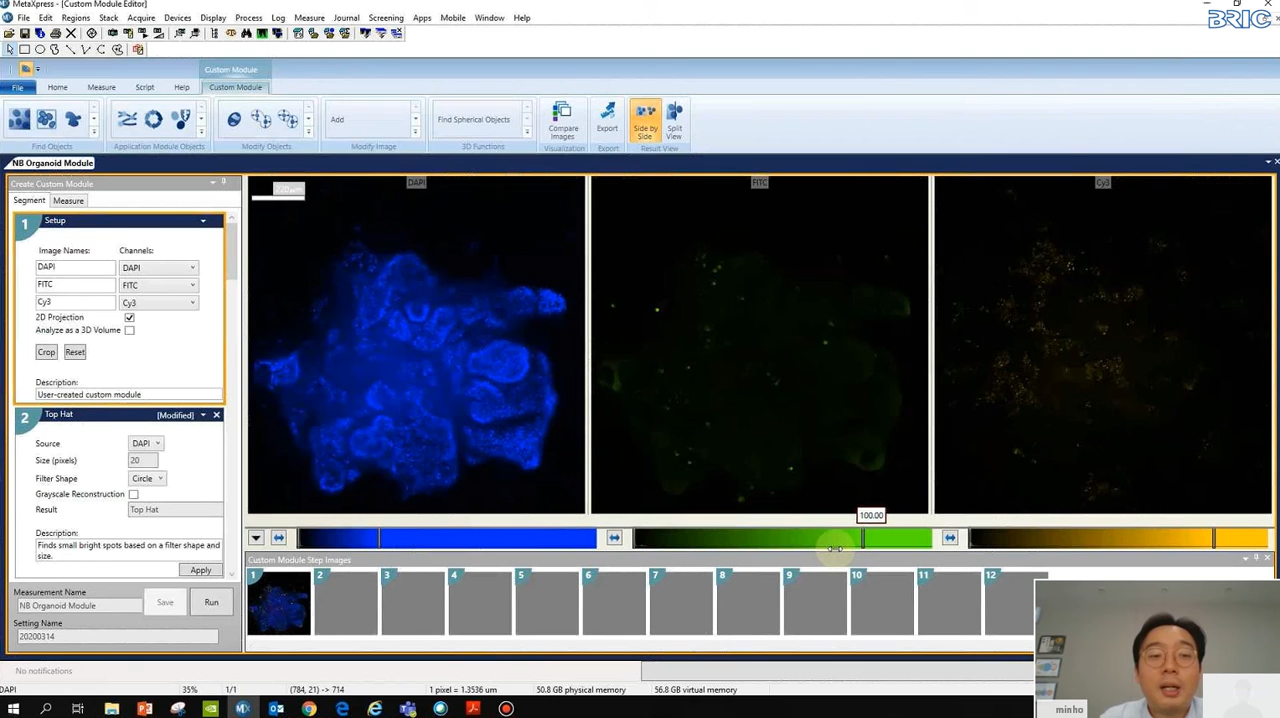 MetaXpress - (Custom Module Editor)
BRIC
File Edit Regions Stack Acquire Devices Display Process Log Measure Journal Screening Apps Mobile Window Help
Custom Module
File Home Measure Script Help Custom Module
Add
Find Spherical Objects
Compare Images
Export
Side by Side
Split View
Find Objects Application Module Objects Modify Objects Modify Image 3D Functions Visualization Export Result View
NB Organoid Module
Create Custom Module
Segment Measure
1 Setup
Image Names: Channels:
DAPI DAPI
FITC FITC
Cy3 Cy3
2D Projection
Analyze as a 3D Volume
Crop Reset
Description:
User-created custom module
2 Top Hat [Modified]
Source DAPI
Size (pixels) 20
Filter Shape Circle
Grayscale Reconstruction
Result Top Hat
Description:
Finds small bright spots based on a filter shape and
size.
Apply
Measurement Name
NB Organoid Module Save Run
Setting Name
20200314
DAPI FITC Cy3
100.00
Custom Module Step Images
1 2 3 4 5 6 7 8 9 10 11 12
No notifications
DAPI 35% 1/1 (784, 21) -> 714 1 pixel = 1.3536 um 50.8 GB physical memory 56.8 GB virtual memory
minho